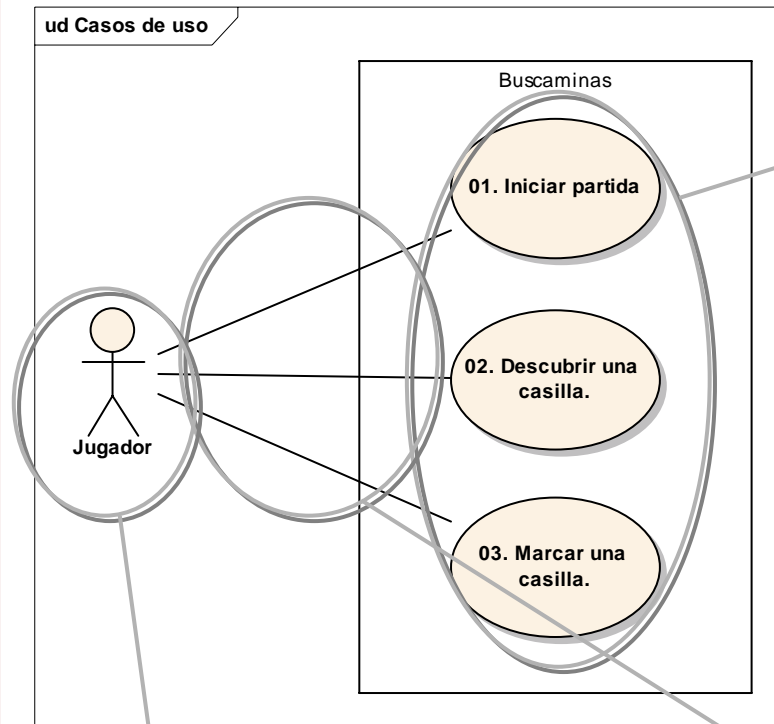 ud Casos de uso
Buscaminas
01. Iniciar partida
02. Descubrir una
casilla.
Jugador
03. Marcar una
casilla.